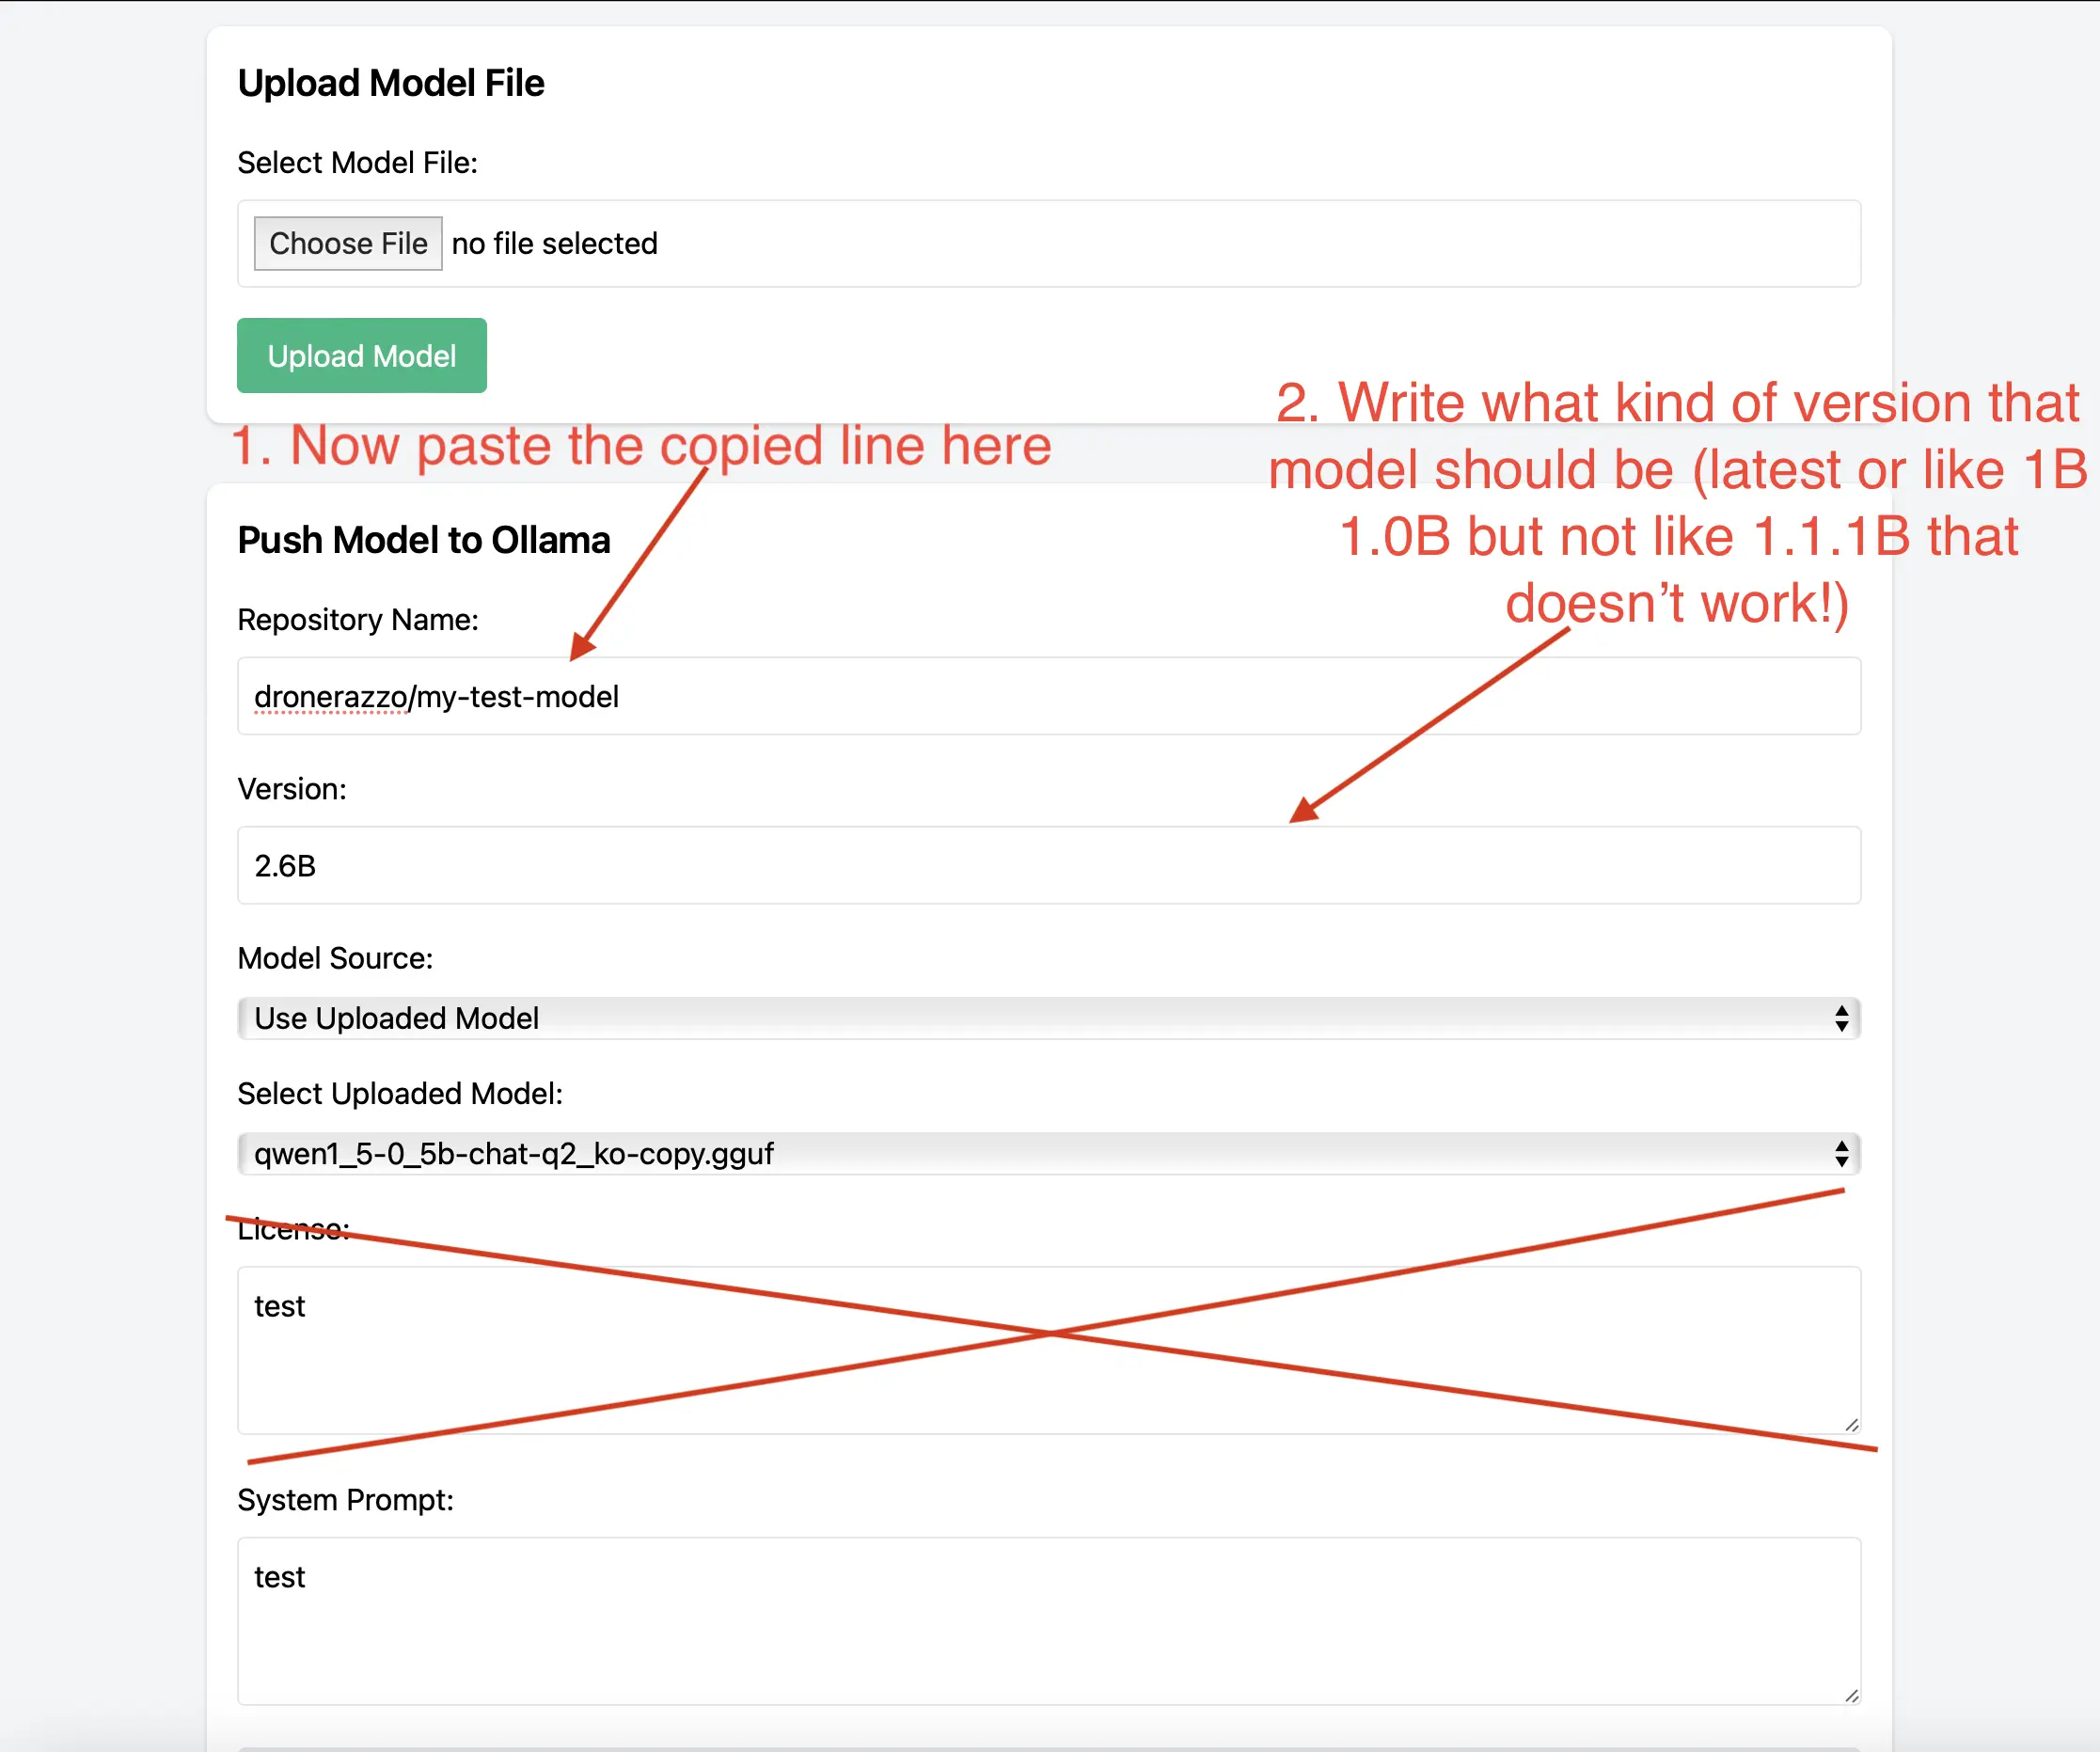 Upload Model File
Select Model File:
Choose File no file selected
Upload Model
1. Now paste the copied line here
2. Write what kind of version that
model should be (latest or like 1B
1.0B but not like 1.1.1B that
doesn’t work!)
Push Model to Ollama
Repository Name:
dronerazzo/my-test-model
Version:
2.6B
Model Source:
Use Uploaded Model
Select Uploaded Model:
qwen1_5-0_5b-chat-q2_ko-copy.gguf
License:
test
System Prompt:
test